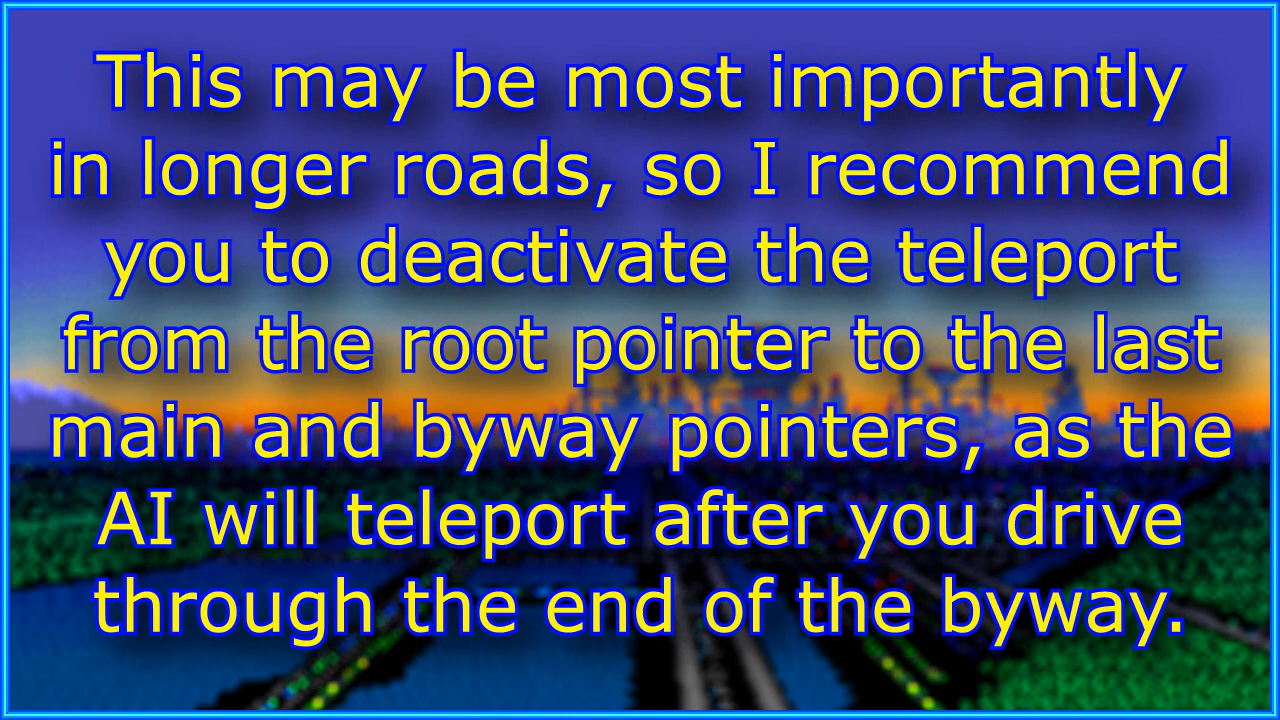 This may be most importantly
in longer roads, so I recommend
you to deactivate the teleport
from the root pointer to the last
main and byway pointers, as the
AI will teleport after you drive
through the end of the byway.